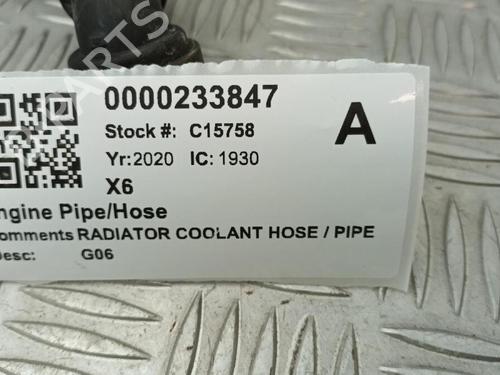 0000233847
A
Stock #: C15758
Yr:2020 IC: 1930
X6
ngine Pipe/Hose
omments RADIATOR COOLANT HOSE / PIPE
esc: G06